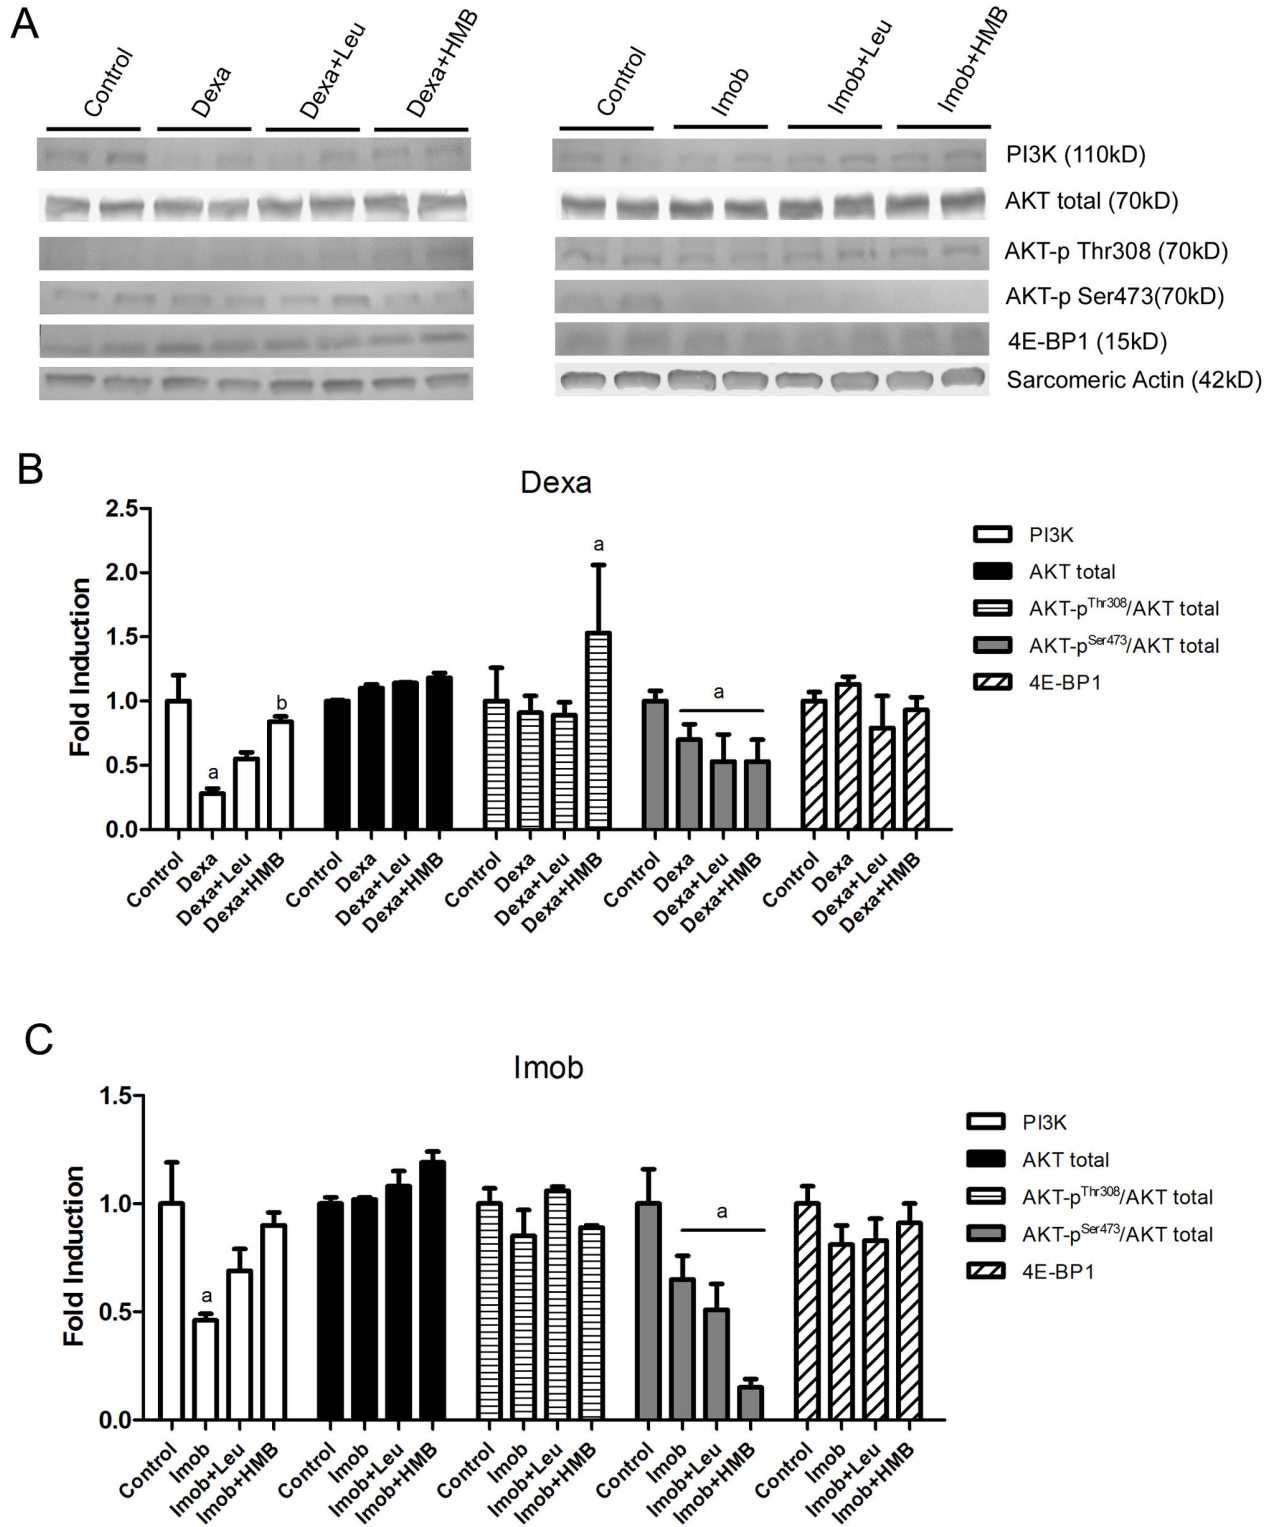 A
Control
Dexa
Dexa+Leu
Dexa+HMB
Control
Imob
Imob+Leu
Imob+HMB
PI3K (110kD)
AKT total (70kD)
AKT-p Thr308 (70kD)
AKT-p Ser473(70kD)
4E-BP1 (15kD)
Sarcomeric Actin (42kD)
B
Dexa
Fold Induction
2.5
2.0
1.5
1.0
0.5
0.0
a
b
a
a
Control
Dexa
Dexa+Leu
Dexa+HMB
Control
Dexa
Dexa+Leu
Dexa+HMB
Control
Dexa
Dexa+Leu
Dexa+HMB
Control
Dexa
Dexa+Leu
Dexa+HMB
Control
Dexa
Dexa+Leu
Dexa+HMB
PI3K
AKT total
AKT-pThr308/AKT total
AKT-pSer473/AKT total
4E-BP1
C
Imob
Fold Induction
1.5
1.0
0.5
0.0
a
a
Control
Imob
Imob+Leu
Imob+HMB
Control
Imob
Imob+Leu
Imob+HMB
Control
Imob
Imob+Leu
Imob+HMB
Control
Imob
Imob+Leu
Imob+HMB
Control
Imob
Imob+Leu
Imob+HMB
PI3K
AKT total
AKT-pThr308/AKT total
AKT-pSer473/AKT total
4E-BP1